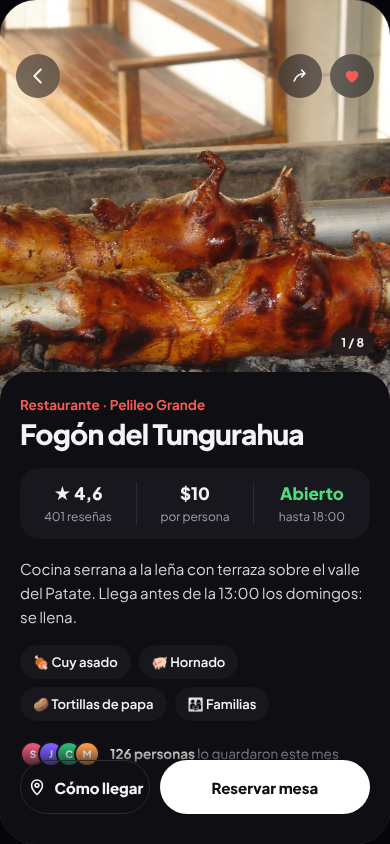 1 / 8
Restaurante · Pelileo Grande
Fogón del Tungurahua
★ 4,6
401 reseñas
$10
por persona
Abierto
hasta 18:00
Cocina serrana a la leña con terraza sobre el valle
del Patate. Llega antes de la 13:00 los domingos:
se llena.
🍖 Cuy asado
🐖 Hornado
🥔 Tortillas de papa
👨‍👩‍👧‍👦 Familias
S J C M 126 personas lo guardaron este mes
Cómo llegar
Reservar mesa